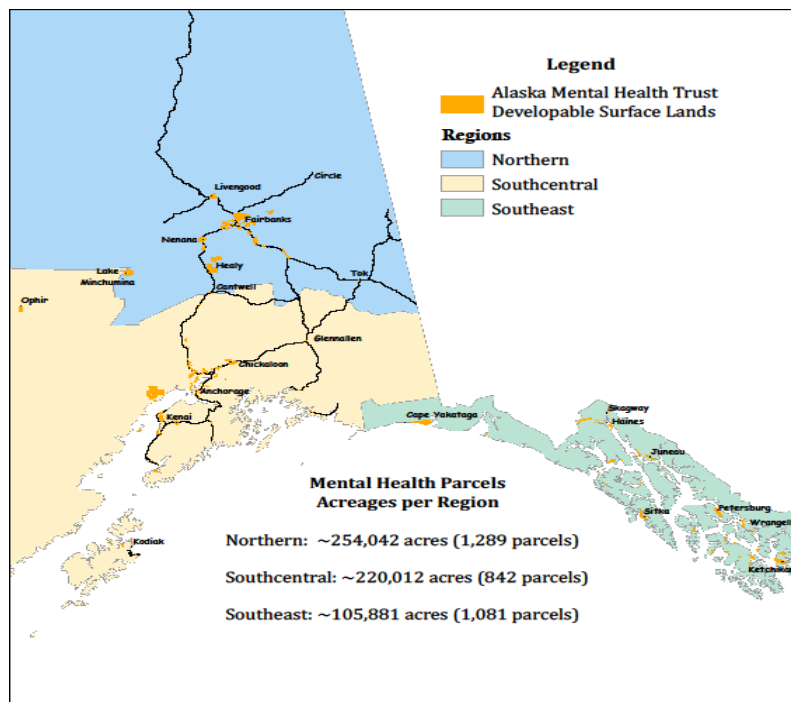 Legend
Alaska Mental Health Trust
Developable Surface Lands
Regions
Northern
Southcentral
Southeast
Circle
Livengood
Fairbanks
Nenana
Healy
Lake
Minchumina
Tok
Cantwell
Ophir
Glennallen
Chickaloon
Anchorage
Kenai
Cape Yakataga
Skagway
Haines
Juneau
Sitka
Petersburg
Wrangell
Ketchikan
Kodiak
Mental Health Parcels
Acreages per Region
Northern: ~254,042 acres (1,289 parcels)
Southcentral: ~220,012 acres (842 parcels)
Southeast: ~105,881 acres (1,081 parcels)